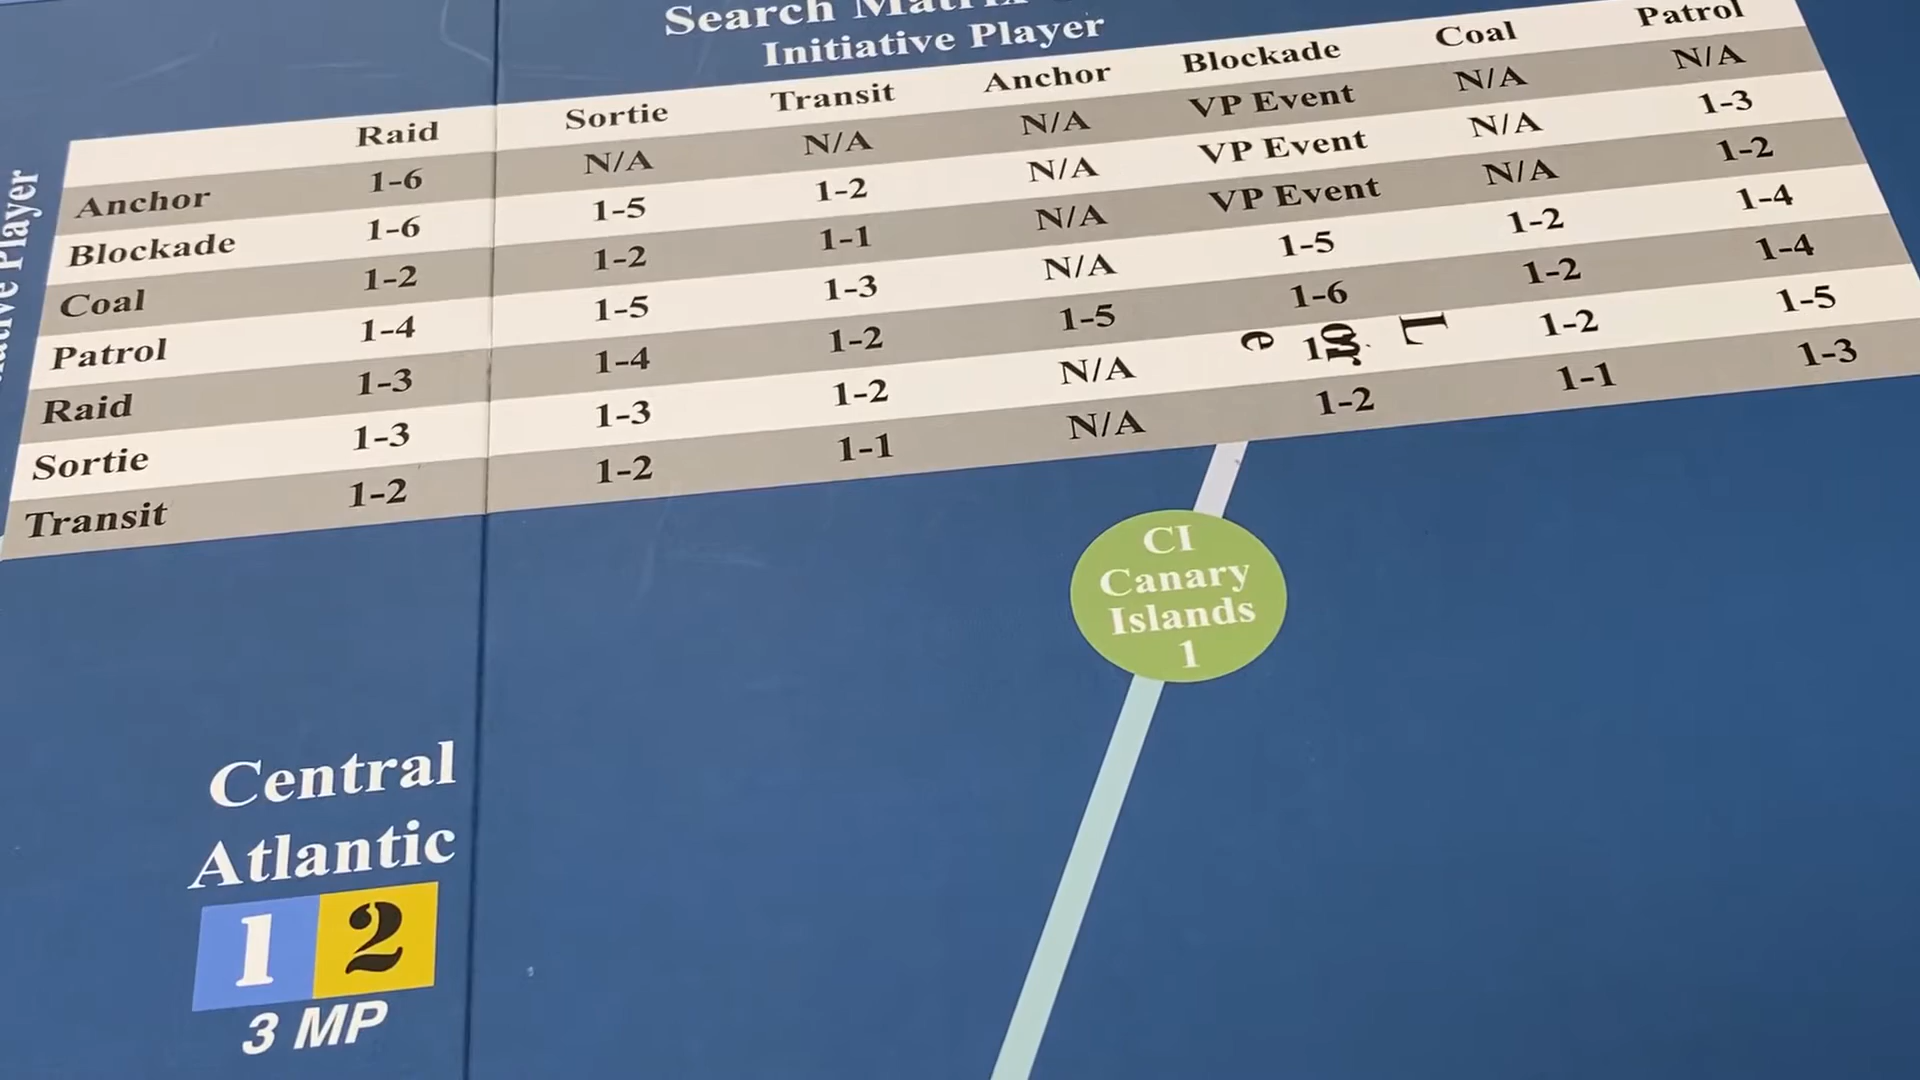 Search Matrix
Initiative Player
Raid Sortie Transit Anchor Blockade Coal Patrol
Anchor 1-6 N/A N/A N/A VP Event N/A N/A
Blockade 1-6 1-5 1-2 N/A VP Event N/A 1-3
Coal 1-2 1-2 1-1 N/A VP Event N/A 1-2
Patrol 1-4 1-5 1-3 N/A 1-5 1-2 1-4
Raid 1-3 1-4 1-2 1-5 1-6 1-2 1-4
Sortie 1-3 1-3 1-2 N/A 1-2 1-5
Transit 1-2 1-2 1-1 N/A 1-2 1-1 1-3
Player
CI
Canary
Islands
1
Central
Atlantic
1 2
3 MP